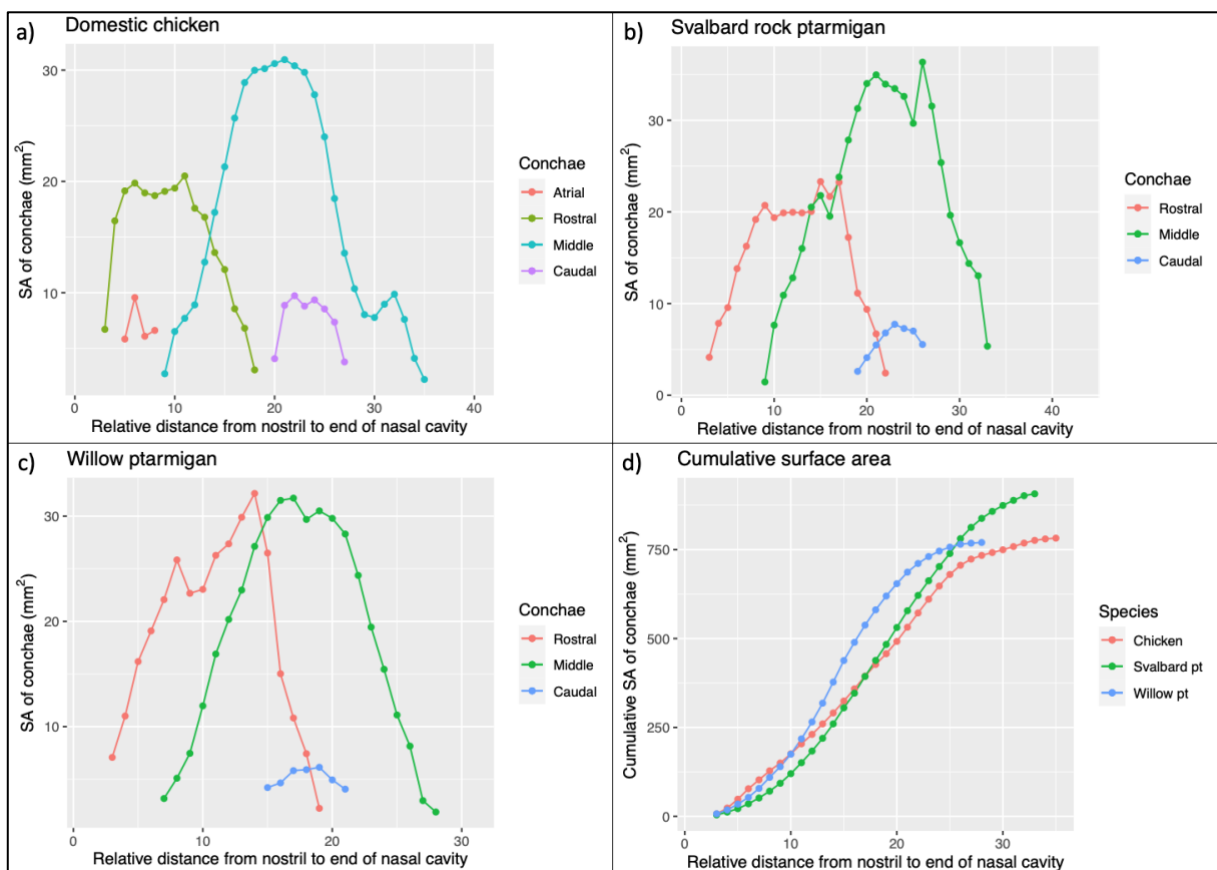 a) Domestic chicken
SA of conchae (mm²)
30
20
10
0
10
20
30
40
Relative distance from nostril to end of nasal cavity
Conchae
Atrial
Rostral
Middle
Caudal
b) Svalbard rock ptarmigan
SA of conchae (mm²)
30
20
10
0
0
10
20
30
40
Relative distance from nostril to end of nasal cavity
Conchae
Rostral
Middle
Caudal
c) Willow ptarmigan
SA of conchae (mm²)
30
20
10
0
10
20
30
Relative distance from nostril to end of nasal cavity
Conchae
Rostral
Middle
Caudal
d) Cumulative surface area
Cumulative SA of conchae (mm²)
750
500
250
0
0
10
20
30
Relative distance from nostril to end of nasal cavity
Species
Chicken
Svalbard pt
Willow pt